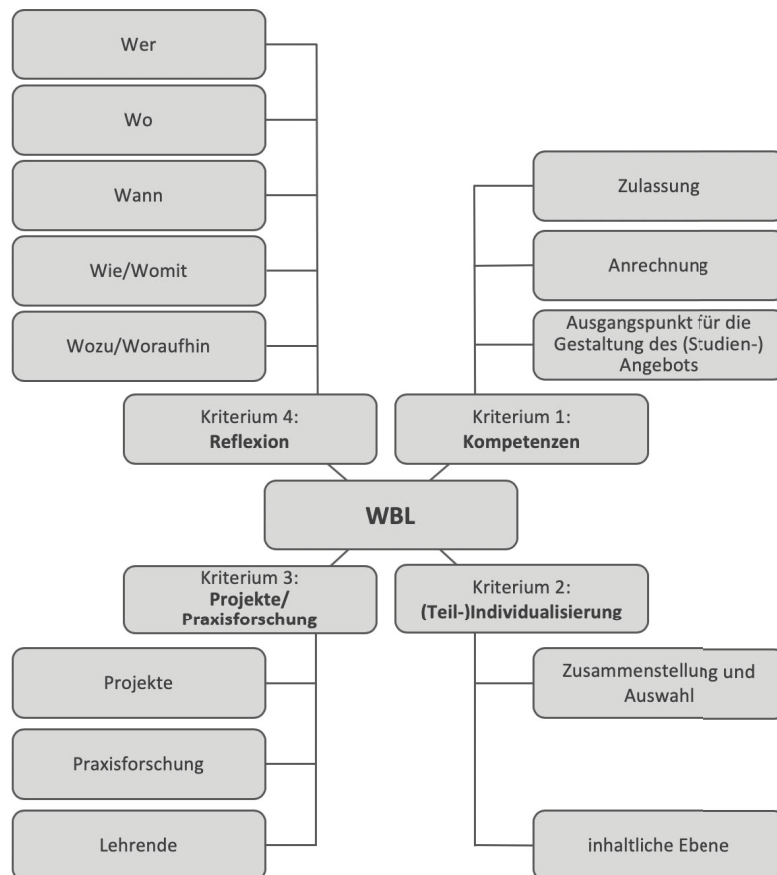 Wer
Wo
Wann
Wie/Womit
Wozu/Woraufhin
Kriterium 4:
Reflexion
Zulassung
Anrechnung
Ausgangspunkt für die
Gestaltung des (Studien-)
Angebots
Kriterium 1:
Kompetenzen
WBL
Kriterium 3:
Projekte/
Praxisforschung
Projekte
Praxisforschung
Lehrende
Kriterium 2:
(Teil-)Individualisierung
Zusammenstellung und
Auswahl
inhaltliche Ebene